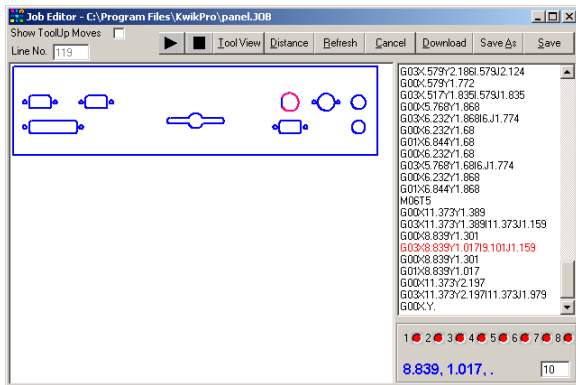 Job Editor - C:\Program Files\KwikPro\panel.JOB
Show ToolUp Moves
Line No. 119
Tool View Distance Refresh Cancel Download Save As Save
G03X.579Y2.186I.579J2.124
G00X.579Y1.772
G03X.517Y1.835I.579J1.835
G00X5.768Y1.868
G03X6.232Y1.868I6.J1.774
G00X6.232Y1.68
G01X6.844Y1.68
G00X6.232Y1.68
G03X5.768Y1.68I6.J1.774
G00X6.232Y1.868
G01X6.844Y1.868
M06T5
G00X11.373Y1.389
G03X11.373Y1.389I11.373J1.159
G00X8.839Y1.301
G03X8.839Y1.017I9.101J1.159
G00X8.839Y1.301
G01X8.839Y1.017
G00X11.373Y2.197
G03X11.373Y2.197I11.373J1.979
G00X.Y.
1 2 3 4 5 6 7 8
8.839, 1.017, .
10